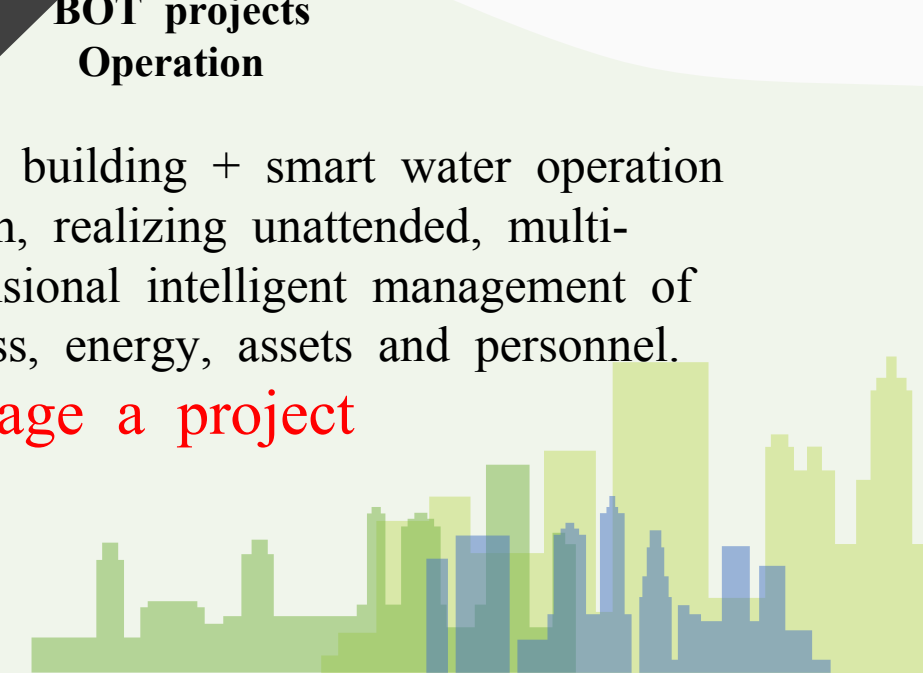 BOT projects
Operation
building + smart water operation
n, realizing unattended, multi-
sional intelligent management of
ss, energy, assets and personnel.
age a project